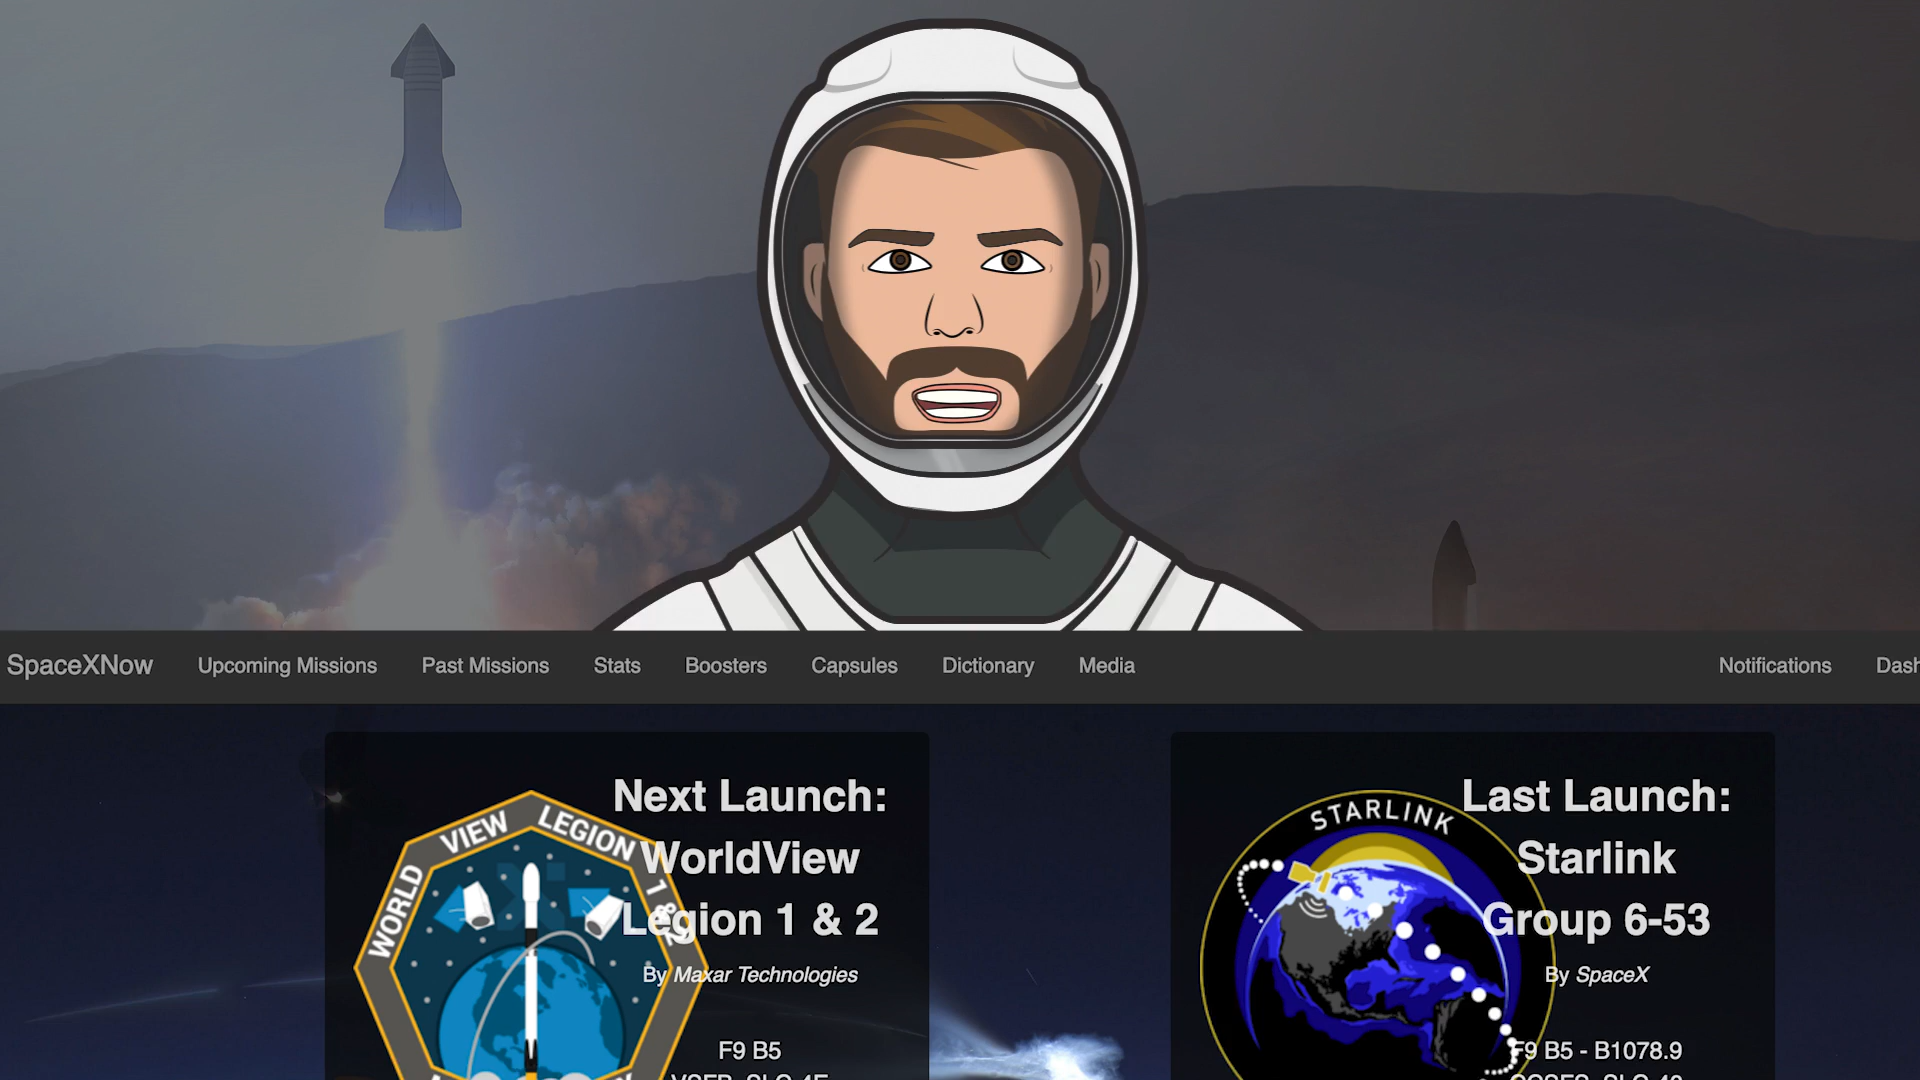 SpaceXNow Upcoming Missions Past Missions Stats Boosters Capsules Dictionary Media Notifications
WORLD VIEW LEGION 1 &
Next Launch:
WorldView
Legion 1 & 2
By Maxar Technologies
F9 B5
STARLINK
Last Launch:
Starlink
Group 6-53
By SpaceX
F9 B5 - B1078.9